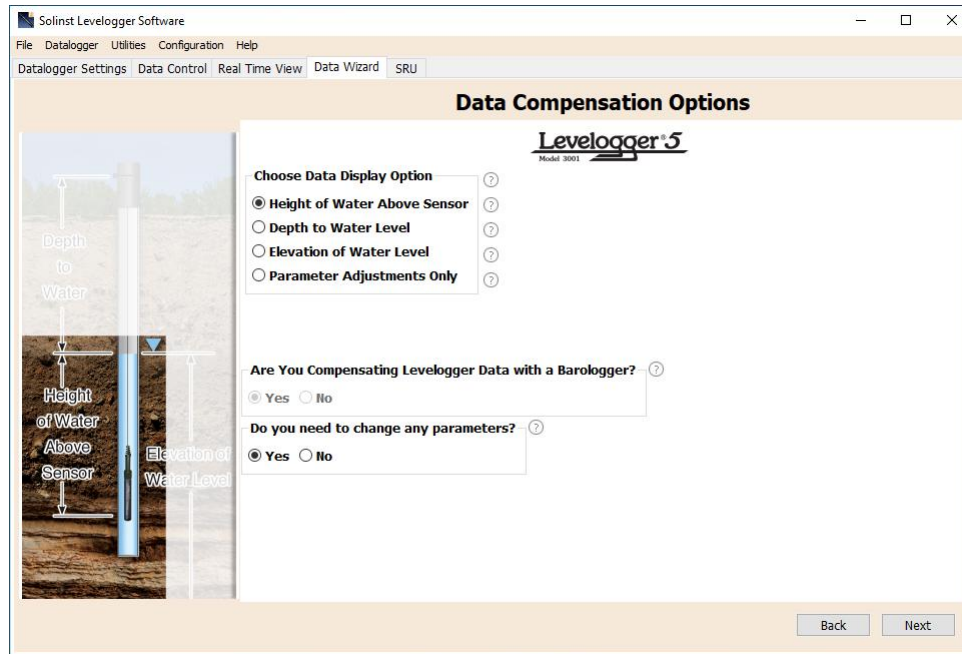 Solinst Levelogger Software
File Datalogger Utilities Configuration Help
Datalogger Settings Data Control Real Time View Data Wizard SRU
Data Compensation Options
Levelogger® 5
Model 3001
Choose Data Display Option ?
Height of Water Above Sensor ?
Depth to Water Level ?
Elevation of Water Level ?
Parameter Adjustments Only ?
Depth
to
Water
Height
of Water
Above
Sensor
Elevation of
Water Level
Are You Compensating Levelogger Data with a Barologger? ?
Yes No
Do you need to change any parameters? ?
Yes No
Back Next